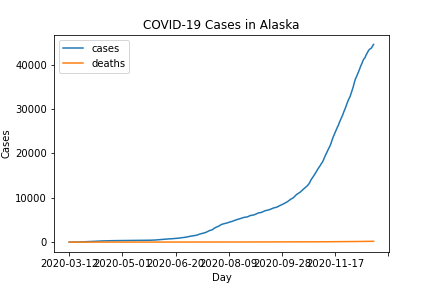 COVID-19 Cases in Alaska
cases
deaths
40000
30000
20000
10000
0
Cases
2020-03-12 2020-05-01 2020-06-20 2020-08-09 2020-09-28 2020-11-17
Day